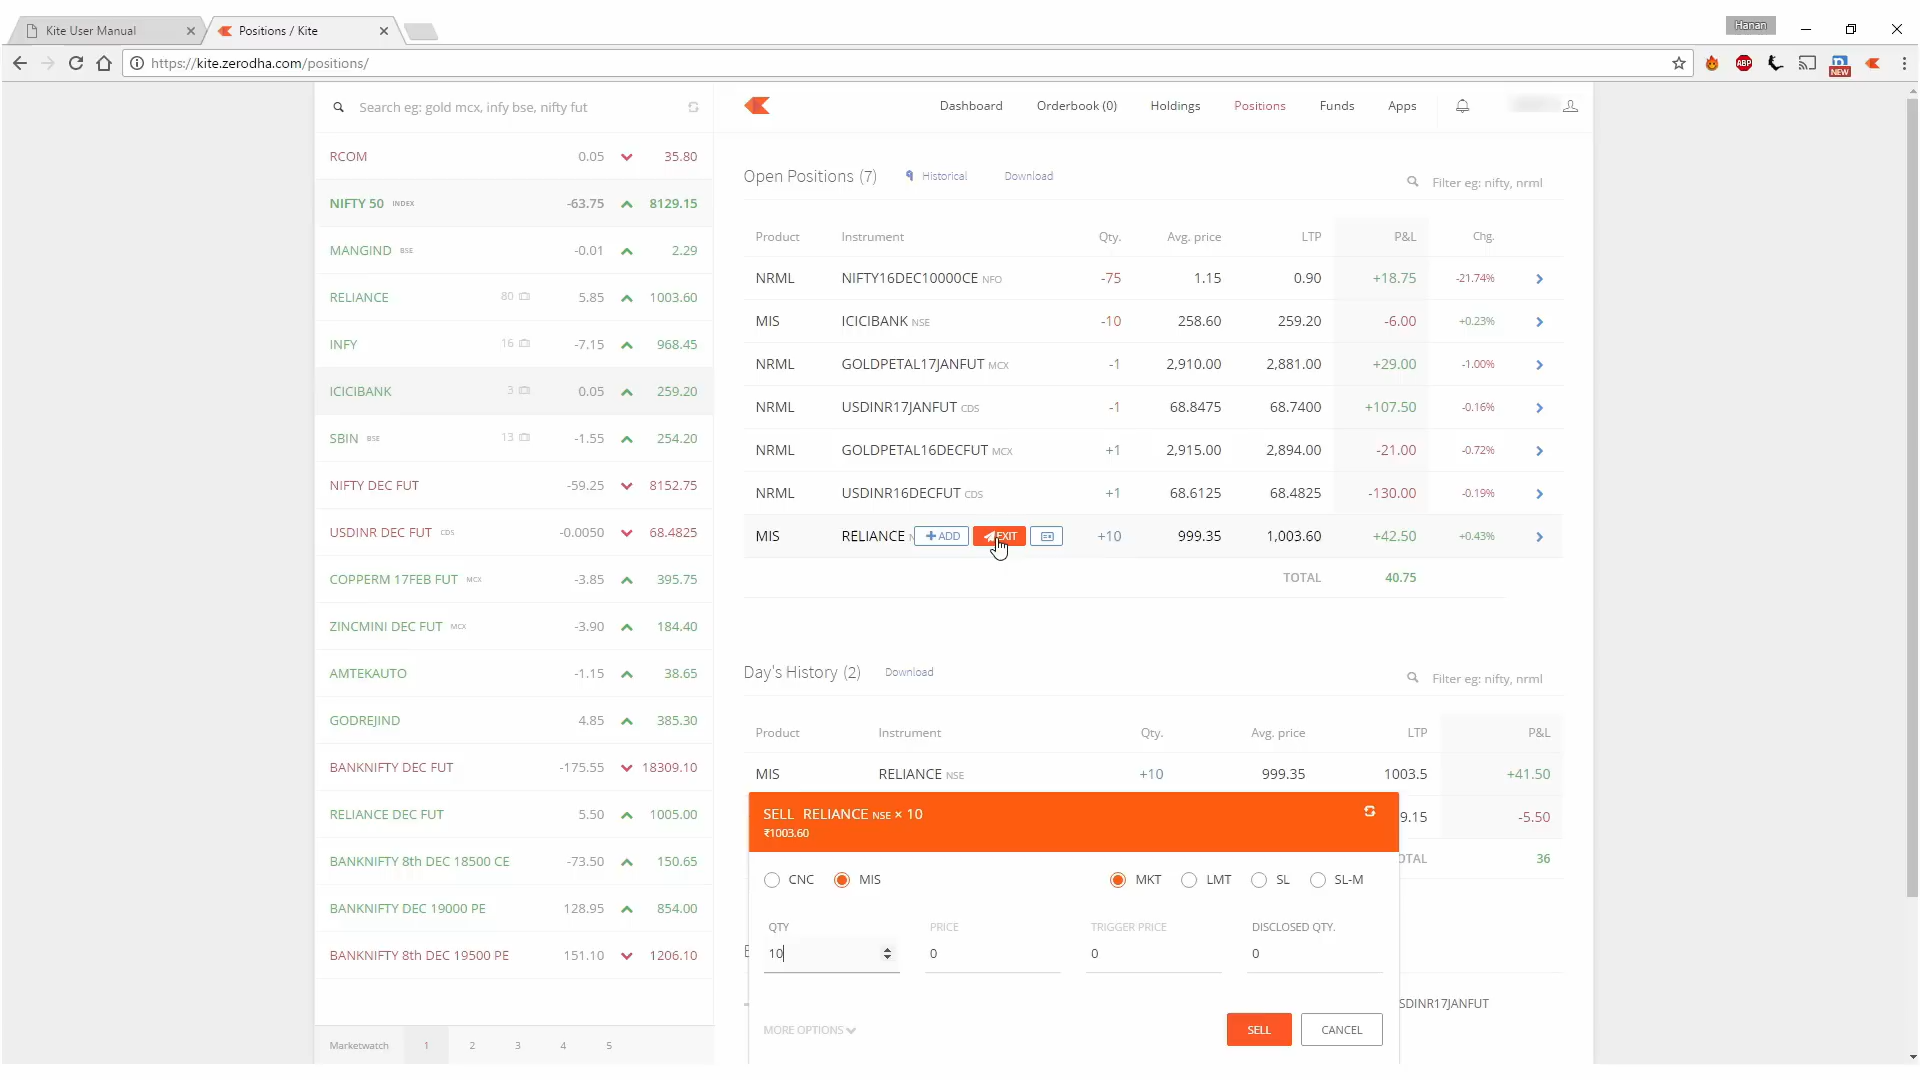 Kite User Manual
Positions / Kite
Hanan
https://kite.zerodha.com/positions/
ABP
NEW
Search eg: gold mcx, infy bse, nifty fut
RCOM 0.05 35.80
NIFTY 50 INDEX -63.75 8129.15
MANGIND BSE -0.01 2.29
RELIANCE 80 5.85 1003.60
INFY 16 -7.15 968.45
ICICIBANK 3 0.05 259.20
SBIN BSE 13 -1.55 254.20
NIFTY DEC FUT -59.25 8152.75
USDINR DEC FUT CDS -0.0050 68.4825
COPPERM 17FEB FUT MCX -3.85 395.75
ZINCMINI DEC FUT MCX -3.90 184.40
AMTEKAUTO -1.15 38.65
GODREJIND 4.85 385.30
BANKNIFTY DEC FUT -175.55 18309.10
RELIANCE DEC FUT 5.50 1005.00
BANKNIFTY 8th DEC 18500 CE -73.50 150.65
BANKNIFTY DEC 19000 PE 128.95 854.00
BANKNIFTY 8th DEC 19500 PE 151.10 1206.10
Marketwatch 1 2 3 4 5
Dashboard Orderbook (0) Holdings Positions Funds Apps
Open Positions (7) Historical Download Filter eg: nifty, nrml
Product Instrument Qty. Avg. price LTP P&L Chg.
NRML NIFTY16DEC10000CE NFO -75 1.15 0.90 +18.75 -21.74%
MIS ICICIBANK NSE -10 258.60 259.20 -6.00 +0.23%
NRML GOLDPETAL17JANFUT MCX -1 2,910.00 2,881.00 +29.00 -1.00%
NRML USDINR17JANFUT CDS -1 68.8475 68.7400 +107.50 -0.16%
NRML GOLDPETAL16DECFUT MCX +1 2,915.00 2,894.00 -21.00 -0.72%
NRML USDINR16DECFUT CDS +1 68.6125 68.4825 -130.00 -0.19%
MIS RELIANCE ADD EXIT +10 999.35 1,003.60 +42.50 +0.43%
TOTAL 40.75
Day's History (2) Download Filter eg: nifty, nrml
Product Instrument Qty. Avg. price LTP P&L
MIS RELIANCE NSE +10 999.35 1003.5 +41.50
9.15 -5.50
OTAL 36
SDINR17JANFUT
SELL RELIANCE NSE × 10
₹1003.60
CNC MIS MKT LMT SL SL-M
QTY PRICE TRIGGER PRICE DISCLOSED QTY.
10 0 0 0
MORE OPTIONS SELL CANCEL